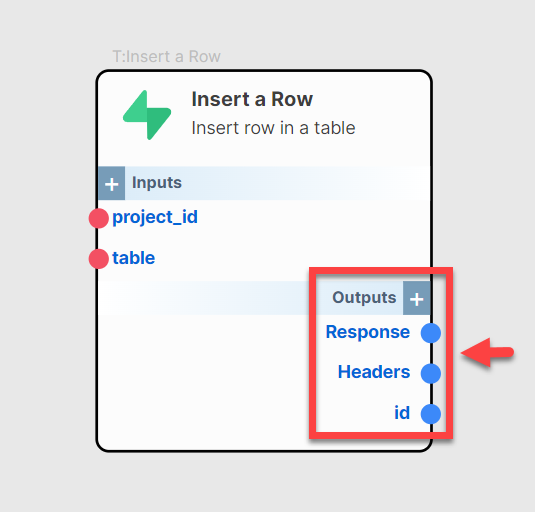 T:Insert a Row
Insert a Row
Insert row in a table
+ Inputs
project_id
table
Outputs +
Response
Headers
id